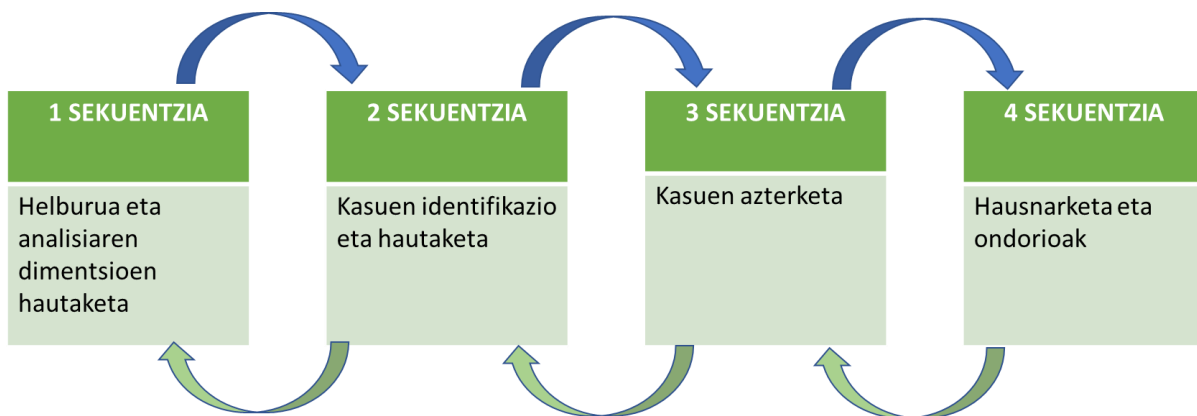 1 SEKUENTZIA
Helburua eta
analisiaren
dimentsioen
hautaketa
2 SEKUENTZIA
Kasuen identifikazio
eta hautaketa
3 SEKUENTZIA
Kasuen azterketa
4 SEKUENTZIA
Hausnarketa eta
ondorioak